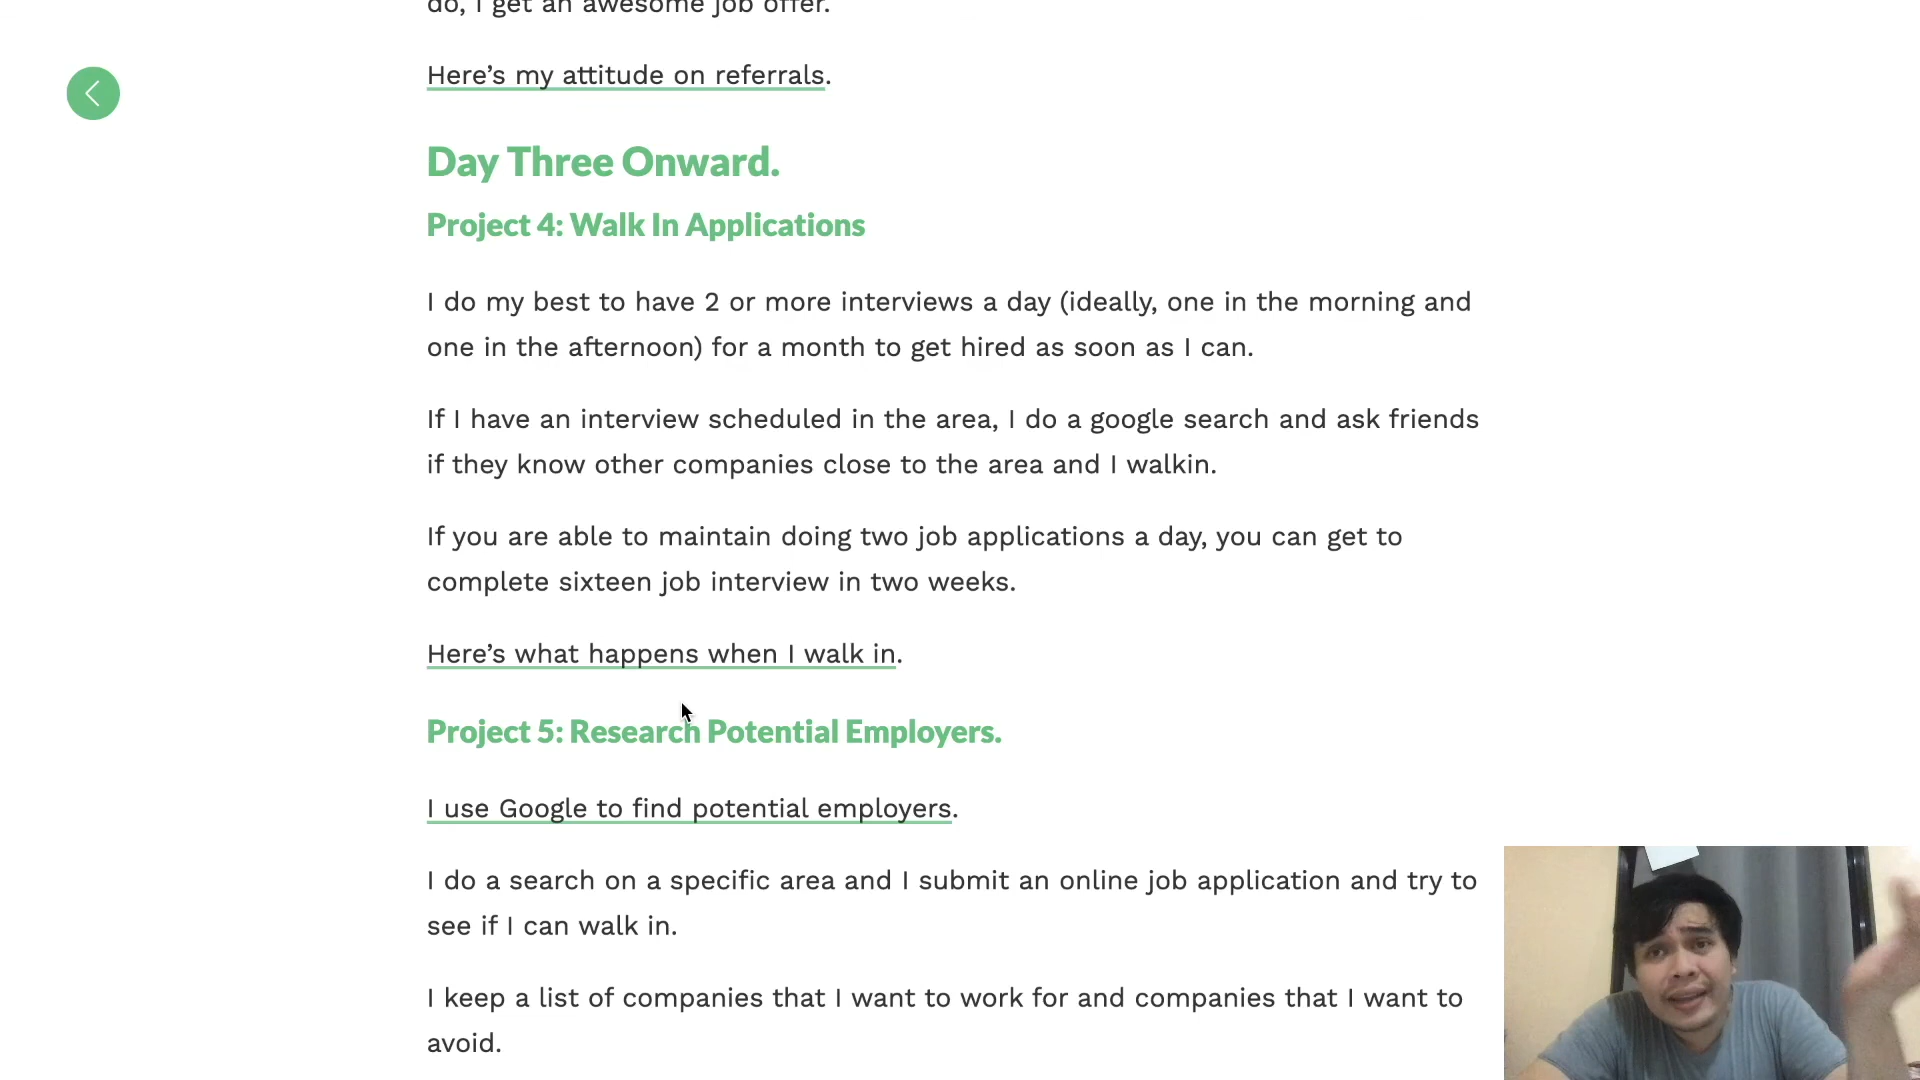 do, I get an awesome job offer.
Here’s my attitude on referrals.
Day Three Onward.
Project 4: Walk In Applications
I do my best to have 2 or more interviews a day (ideally, one in the morning and
one in the afternoon) for a month to get hired as soon as I can.
If I have an interview scheduled in the area, I do a google search and ask friends
if they know other companies close to the area and I walkin.
If you are able to maintain doing two job applications a day, you can get to
complete sixteen job interview in two weeks.
Here’s what happens when I walk in.
Project 5: Research Potential Employers.
I use Google to find potential employers.
I do a search on a specific area and I submit an online job application and try to
see if I can walk in.
I keep a list of companies that I want to work for and companies that I want to
avoid.